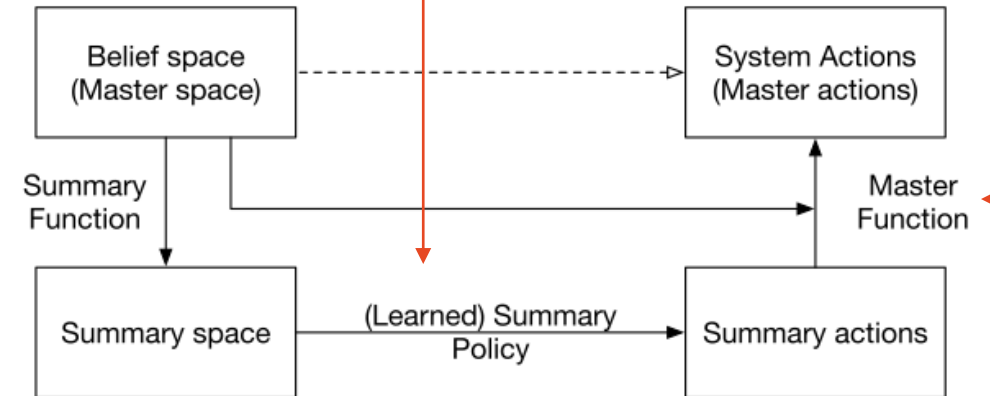 Belief space
(Master space)
System Actions
(Master actions)
Summary
Function
Master
Function
Summary space
(Learned) Summary
Policy
Summary actions